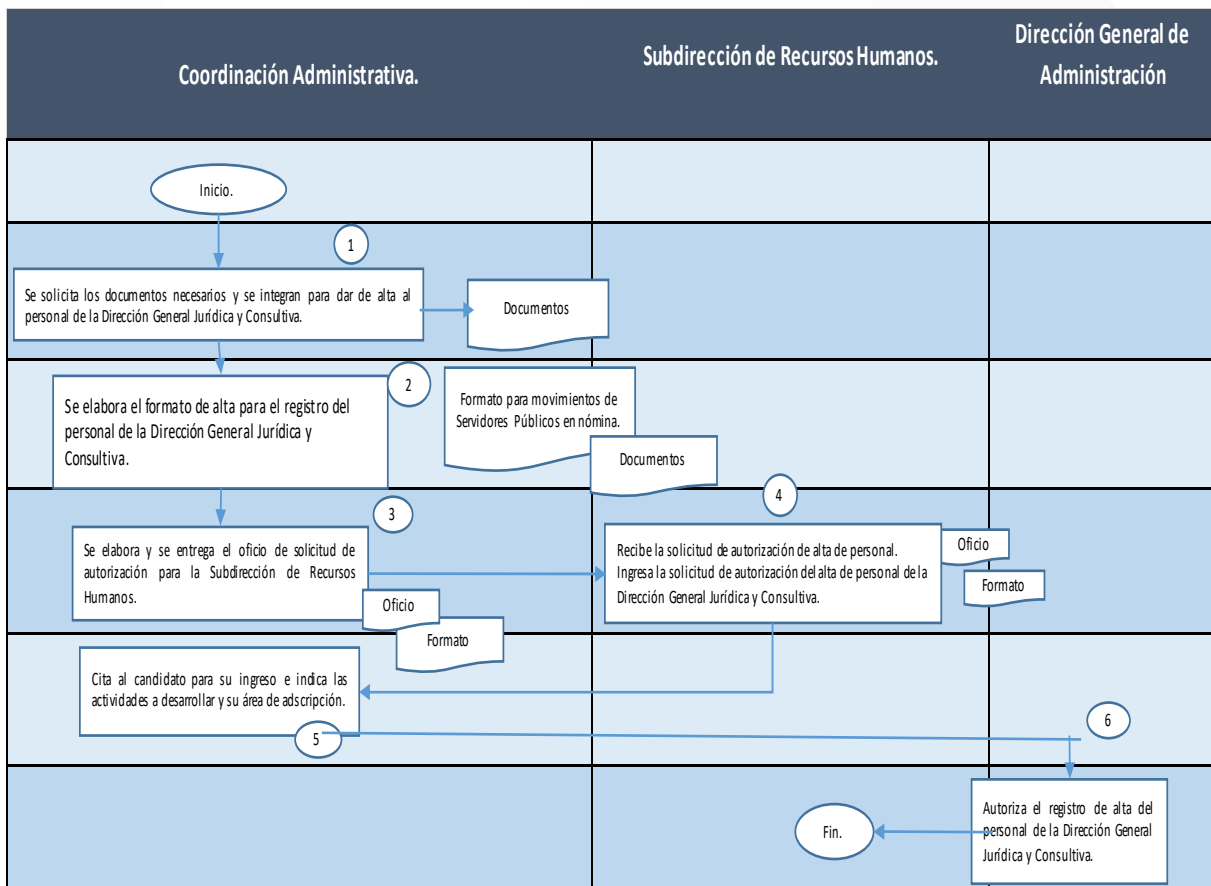 Coordinación Administrativa.
Subdirección de Recursos Humanos.
Dirección General de
Administración
Inicio.
1
Se solicita los documentos necesarios y se integran para dar de alta al
personal de la Dirección General Jurídica y Consultiva.
Documentos
2
Se elabora el formato de alta para el registro del
personal de la Dirección General Jurídica y
Consultiva.
Formato para movimientos de
Servidores Públicos en nómina.
Documentos
3
Se elabora y se entrega el oficio de solicitud de
autorización para la Subdirección de Recursos
Humanos.
Oficio
Formato
4
Recibe la solicitud de autorización de alta de personal.
Ingresa la solicitud de autorización del alta de personal de la
Dirección General Jurídica y Consultiva.
Oficio
Formato
Cita al candidato para su ingreso e indica las
actividades a desarrollar y su área de adscripción.
5
6
Autoriza el registro de alta del
personal de la Dirección General
Jurídica y Consultiva.
Fin.